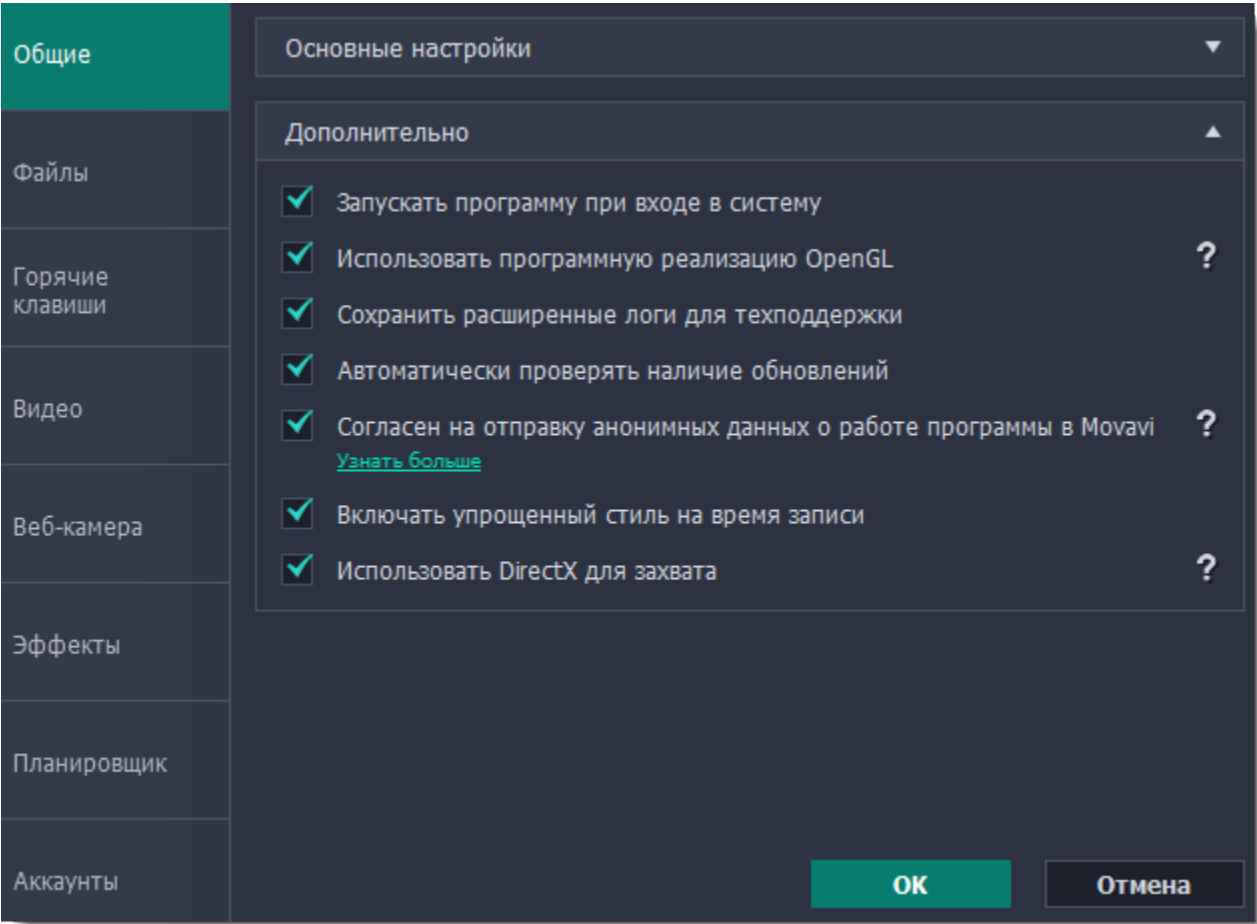 Общие
Файлы
Горячие
клавиши
Видео
Веб-камера
Эффекты
Планировщик
Аккаунты
Основные настройки
Дополнительно
Запускать программу при входе в систему
Использовать программную реализацию OpenGL
?
Сохранить расширенные логи для техподдержки
Автоматически проверять наличие обновлений
Согласен на отправку анонимных данных о работе программы в Movavi
?
Узнать больше
Включать упрощенный стиль на время записи
Использовать DirectX для захвата
?
ОК
Отмена